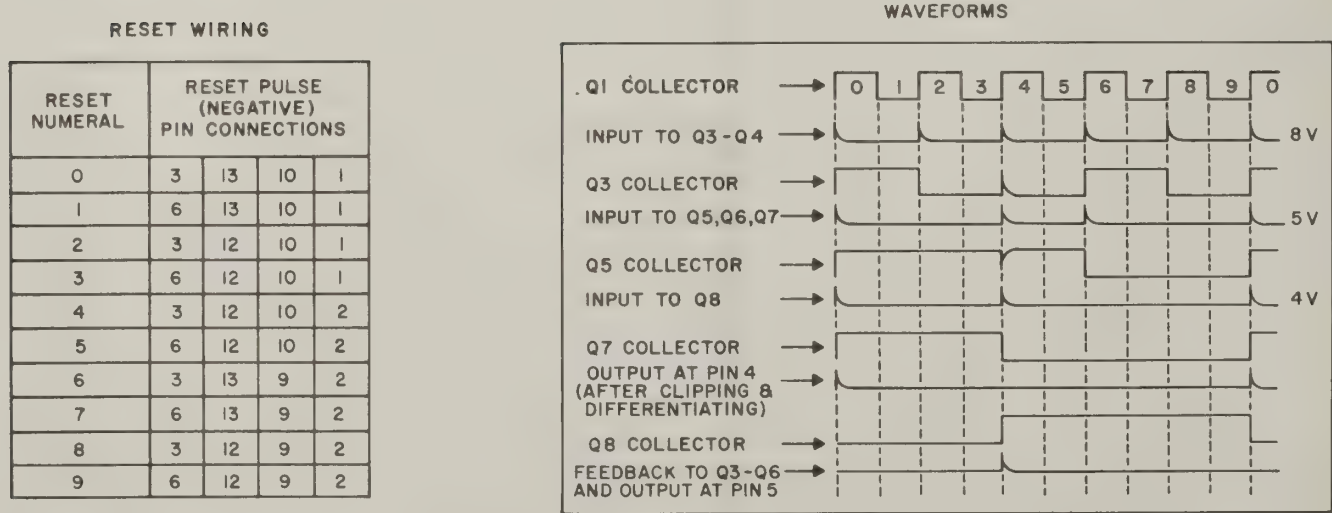 RESET WIRING
RESET NUMERAL
RESET PULSE (NEGATIVE) PIN CONNECTIONS
0 3 13 10 1
1 6 13 10 1
2 3 12 10 1
3 6 12 10 1
4 3 12 10 2
5 6 12 10 2
6 3 13 9 2
7 6 13 9 2
8 3 12 9 2
9 6 12 9 2
WAVEFORMS
Q1 COLLECTOR 0 1 2 3 4 5 6 7 8 9 0
INPUT TO Q3-Q4 8V
Q3 COLLECTOR
INPUT TO Q5,Q6,Q7 5V
Q5 COLLECTOR
INPUT TO Q8 4V
Q7 COLLECTOR
OUTPUT AT PIN 4
(AFTER CLIPPING &
DIFFERENTIATING)
Q8 COLLECTOR
FEEDBACK TO Q3-Q6
AND OUTPUT AT PIN 5